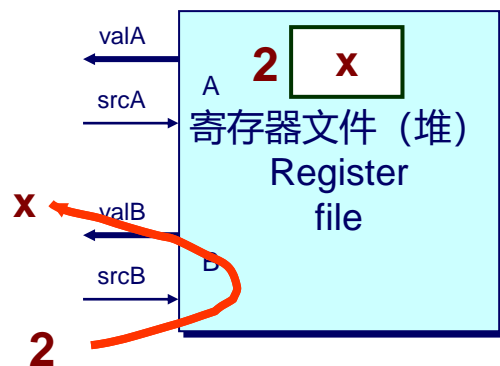 valA
2
x
A
srcA
寄存器文件（堆）
Register
file
x
valB
B
srcB
2